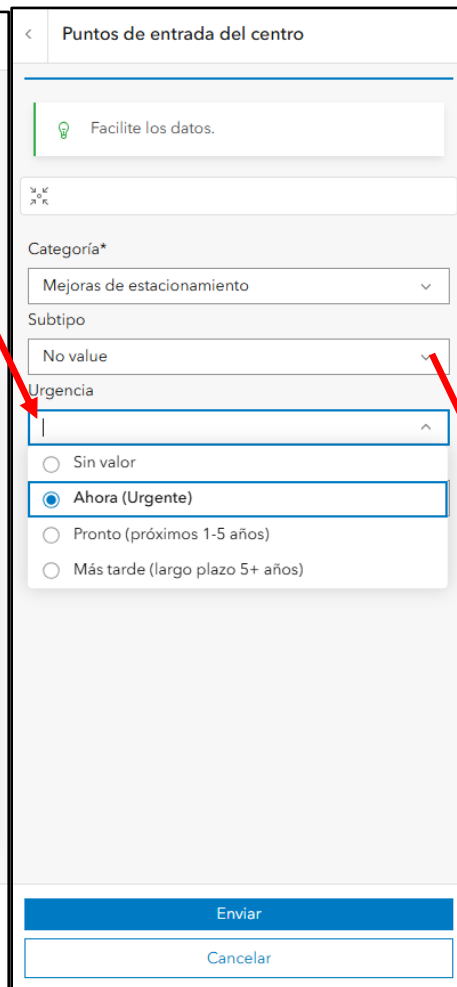 Puntos de entrada del centro
Facilite los datos.
Categoría*
Mejoras de estacionamiento
Subtipo
No value
Urgencia
Sin valor
Ahora (Urgente)
Pronto (próximos 1-5 años)
Más tarde (largo plazo 5+ años)
Enviar
Cancelar